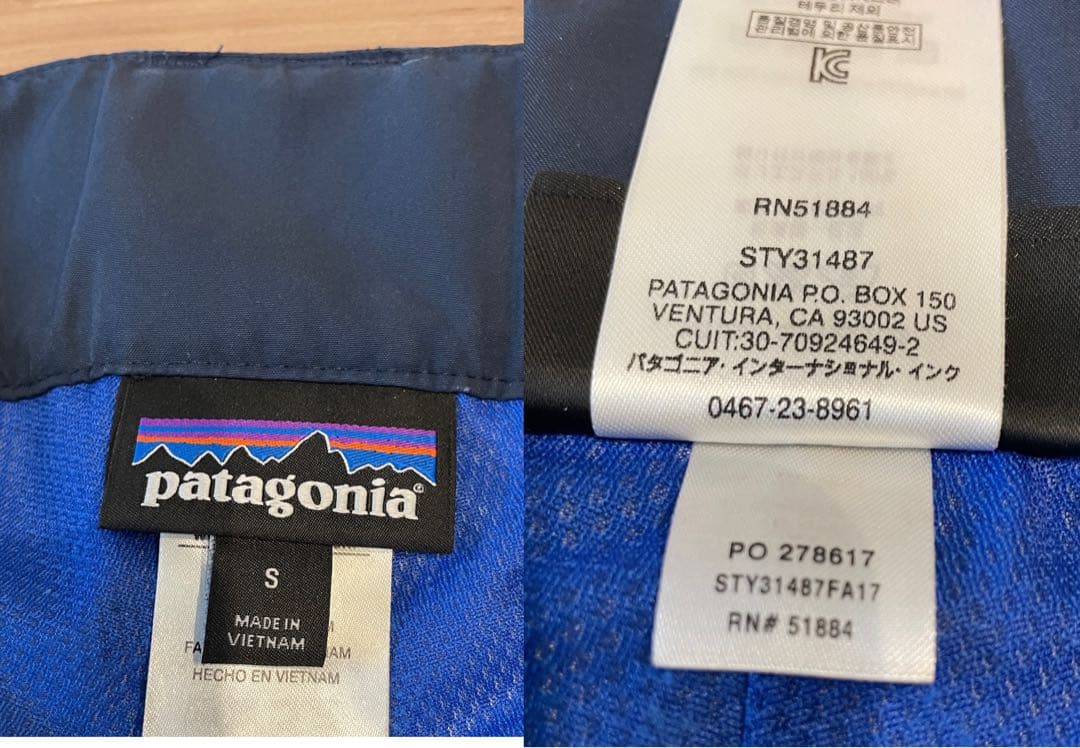 patagonia®
S
MADE IN
VIETNAM
HECHO EN VIETNAM
RN51884
STY31487
PATAGONIA P.O. BOX 150
VENTURA, CA 93002 US
CUIT:30-70924649-2
パタゴニア・インターナショナル・インク
0467-23-8961
PO 278617
STY31487FA17
RN# 51884